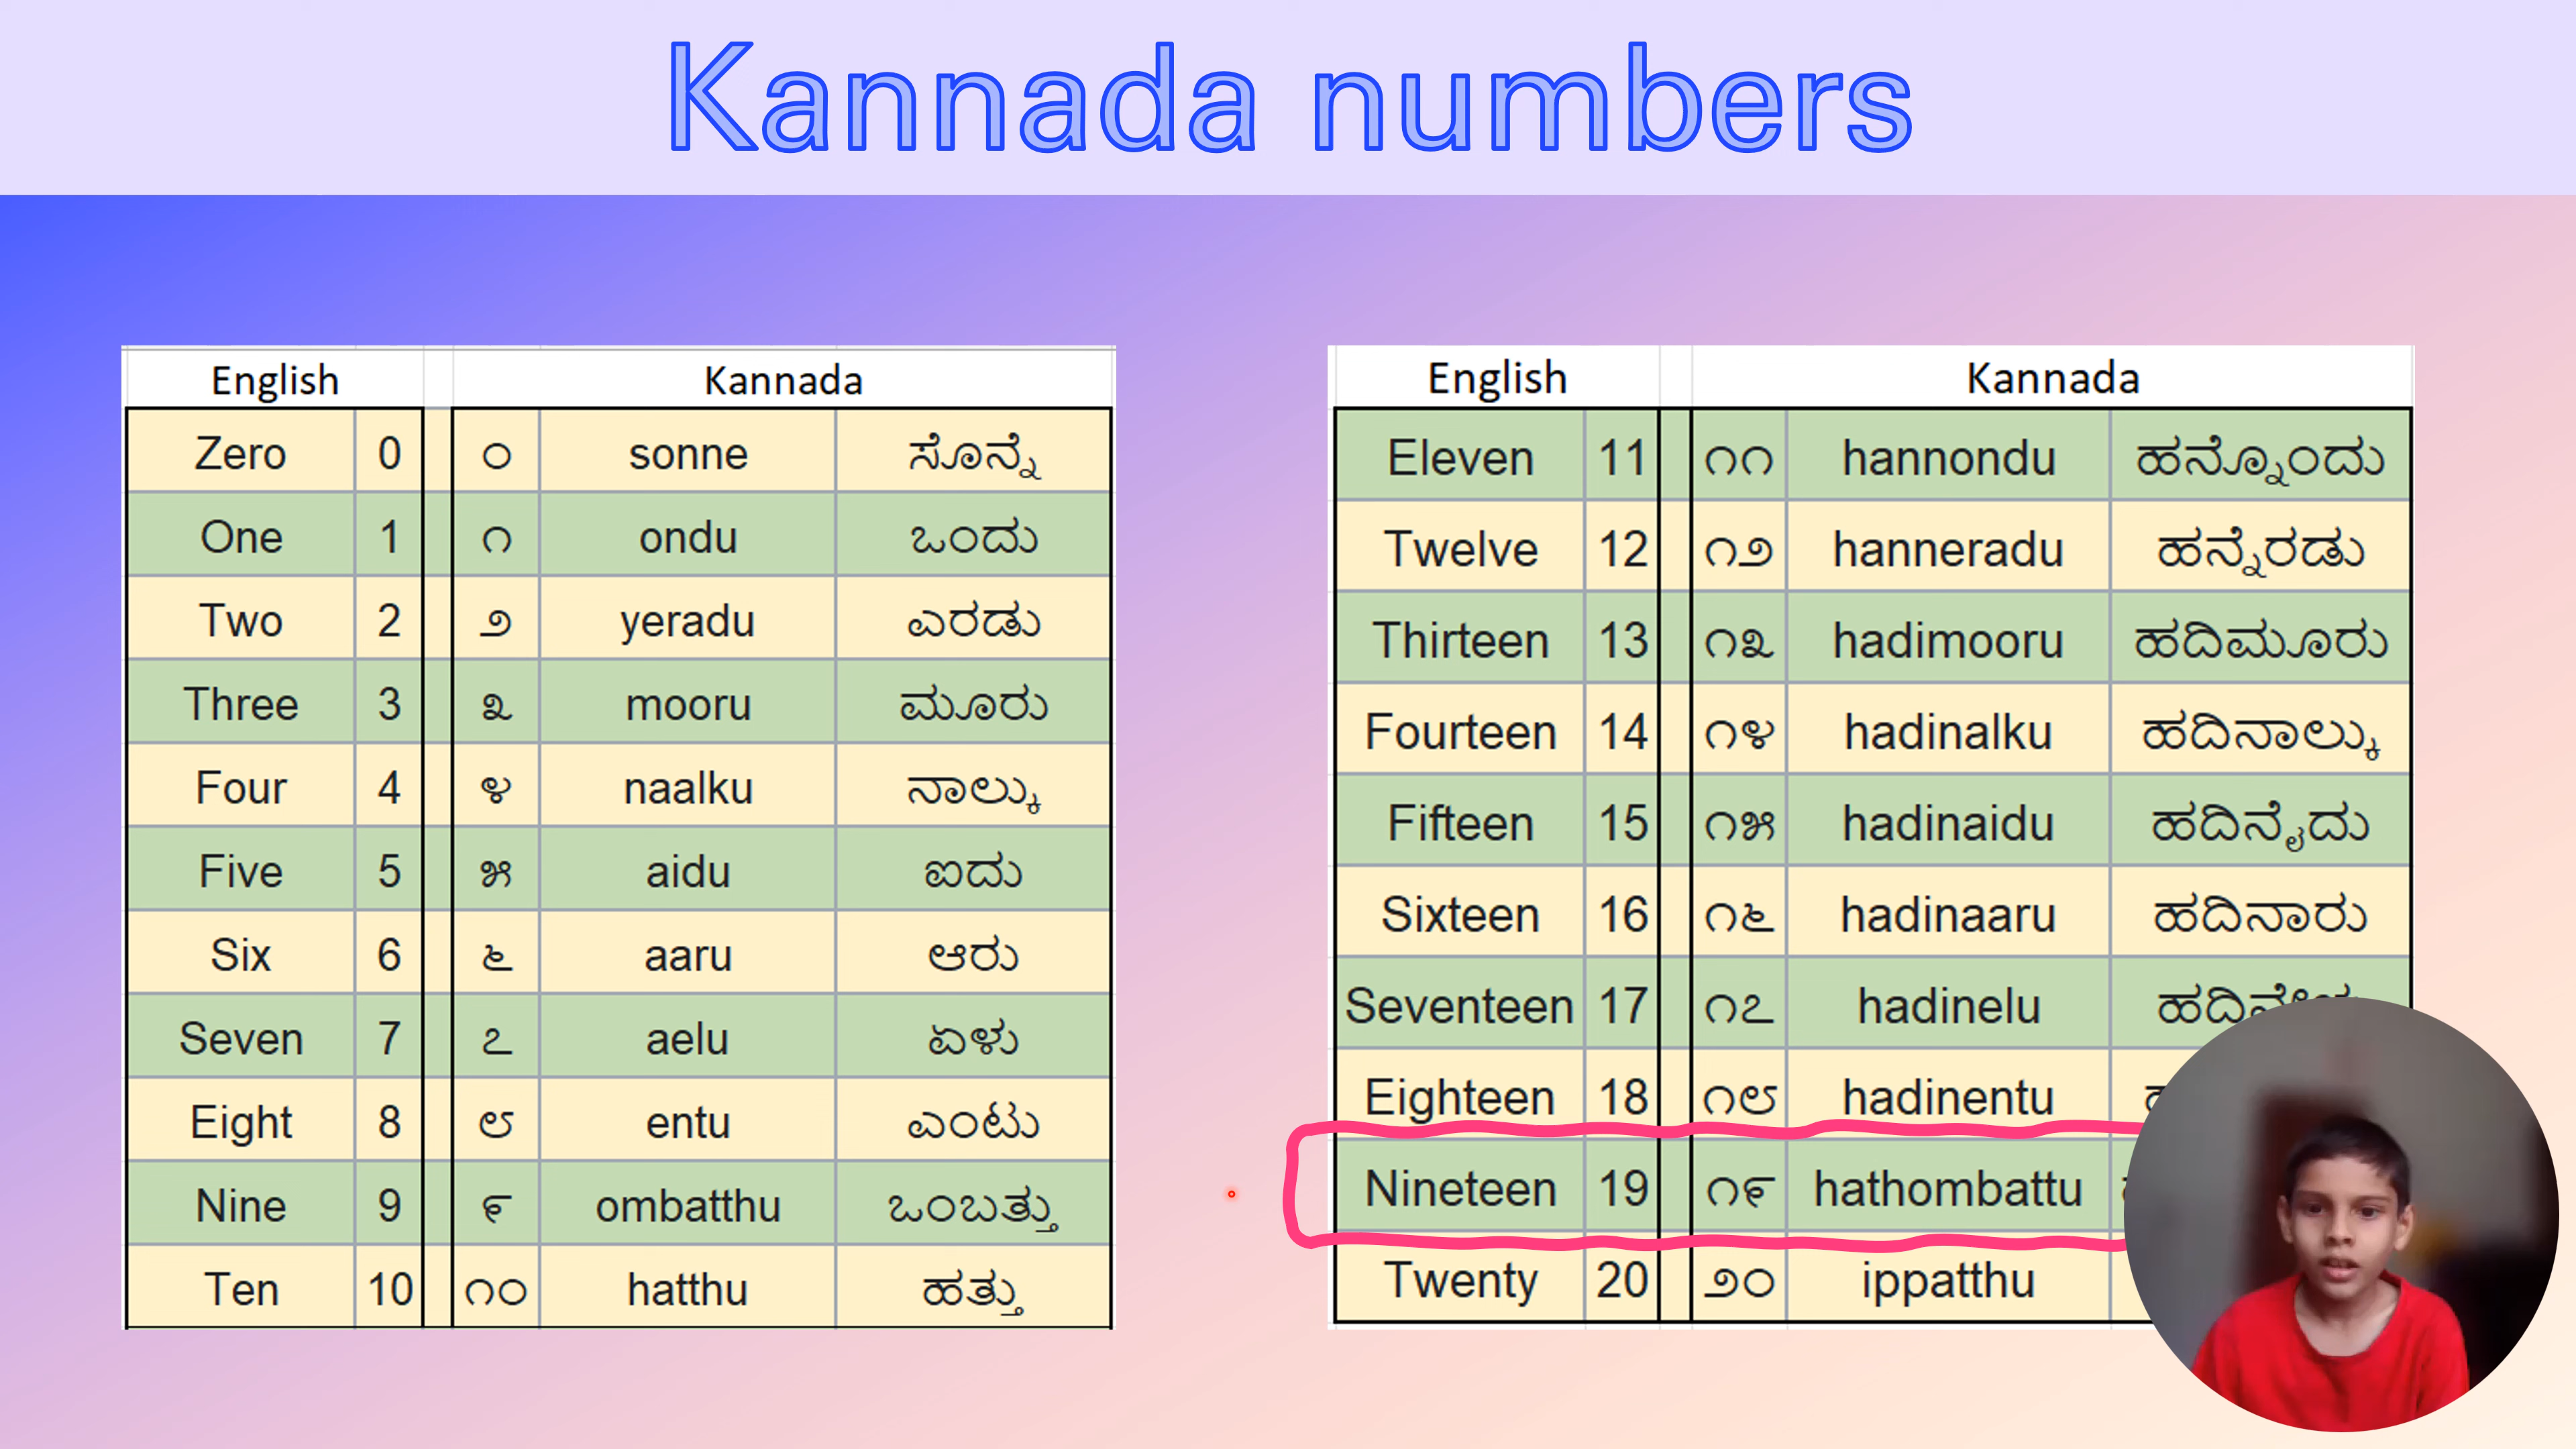 Kannada numbers
English Kannada
Zero 0 ೦ sonne ಸೊನ್ನೆ
One 1 ೧ ondu ಒಂದು
Two 2 ೨ yeradu ಎರಡು
Three 3 ೩ mooru ಮೂರು
Four 4 ೪ naalku ನಾಲ್ಕು
Five 5 ೫ aidu ಐದು
Six 6 ೬ aaru ಆರು
Seven 7 ೭ aelu ಏಳು
Eight 8 ೮ entu ಎಂಟು
Nine 9 ೯ ombatthu ಒಂಬತ್ತು
Ten 10 ೧೦ hatthu ಹತ್ತು
English Kannada
Eleven 11 ೧೧ hannondu ಹನ್ನೊಂದು
Twelve 12 ೧೨ hanneradu ಹನ್ನೆರಡು
Thirteen 13 ೧೩ hadimooru ಹದಿಮೂರು
Fourteen 14 ೧೪ hadinalku ಹದಿನಾಲ್ಕು
Fifteen 15 ೧೫ hadinaidu ಹದಿನೈದು
Sixteen 16 ೧೬ hadinaaru ಹದಿನಾರು
Seventeen 17 ೧೭ hadinelu
Eighteen 18 ೧೮ hadinentu
Nineteen 19 ೧೯ hathombattu
Twenty 20 ೨೦ ippatthu